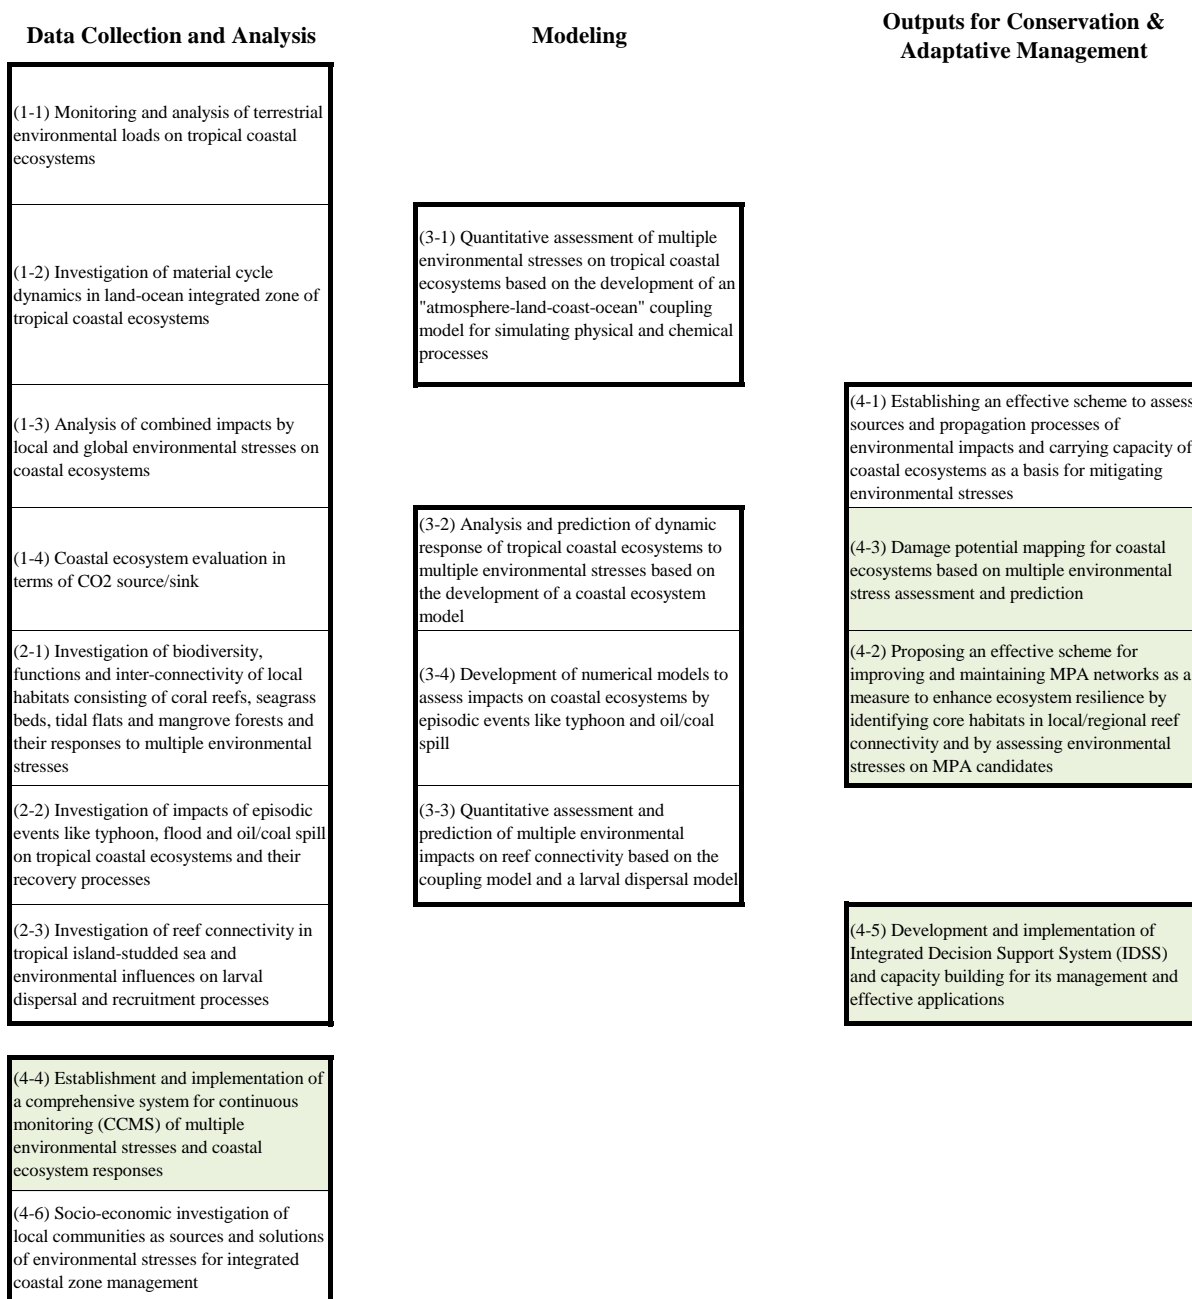 Data Collection and Analysis
Modeling
Outputs for Conservation &
Adaptative Management
(1-1) Monitoring and analysis of terrestrial
environmental loads on tropical coastal
ecosystems
(1-2) Investigation of material cycle
dynamics in land-ocean integrated zone of
tropical coastal ecosystems
(1-3) Analysis of combined impacts by
local and global environmental stresses on
coastal ecosystems
(1-4) Coastal ecosystem evaluation in
terms of CO2 source/sink
(2-1) Investigation of biodiversity,
functions and inter-connectivity of local
habitats consisting of coral reefs, seagrass
beds, tidal flats and mangrove forests and
their responses to multiple environmental
stresses
(2-2) Investigation of impacts of episodic
events like typhoon, flood and oil/coal spill
on tropical coastal ecosystems and their
recovery processes
(2-3) Investigation of reef connectivity in
tropical island-studded sea and
environmental influences on larval
dispersal and recruitment processes
(4-4) Establishment and implementation of
a comprehensive system for continuous
monitoring (CCMS) of multiple
environmental stresses and coastal
ecosystem responses
(4-6) Socio-economic investigation of
local communities as sources and solutions
of environmental stresses for integrated
coastal zone management
(3-1) Quantitative assessment of multiple
environmental stresses on tropical coastal
ecosystems based on the development of an
"atmosphere-land-coast-ocean" coupling
model for simulating physical and chemical
processes
(3-2) Analysis and prediction of dynamic
response of tropical coastal ecosystems to
multiple environmental stresses based on
the development of a coastal ecosystem
model
(3-4) Development of numerical models to
assess impacts on coastal ecosystems by
episodic events like typhoon and oil/coal
spill
(3-3) Quantitative assessment and
prediction of multiple environmental
impacts on reef connectivity based on the
coupling model and a larval dispersal model
(4-1) Establishing an effective scheme to assess
sources and propagation processes of
environmental impacts and carrying capacity of
coastal ecosystems as a basis for mitigating
environmental stresses
(4-3) Damage potential mapping for coastal
ecosystems based on multiple environmental
stress assessment and prediction
(4-2) Proposing an effective scheme for
improving and maintaining MPA networks as a
measure to enhance ecosystem resilience by
identifying core habitats in local/regional reef
connectivity and by assessing environmental
stresses on MPA candidates
(4-5) Development and implementation of
Integrated Decision Support System (IDSS)
and capacity building for its management and
effective applications